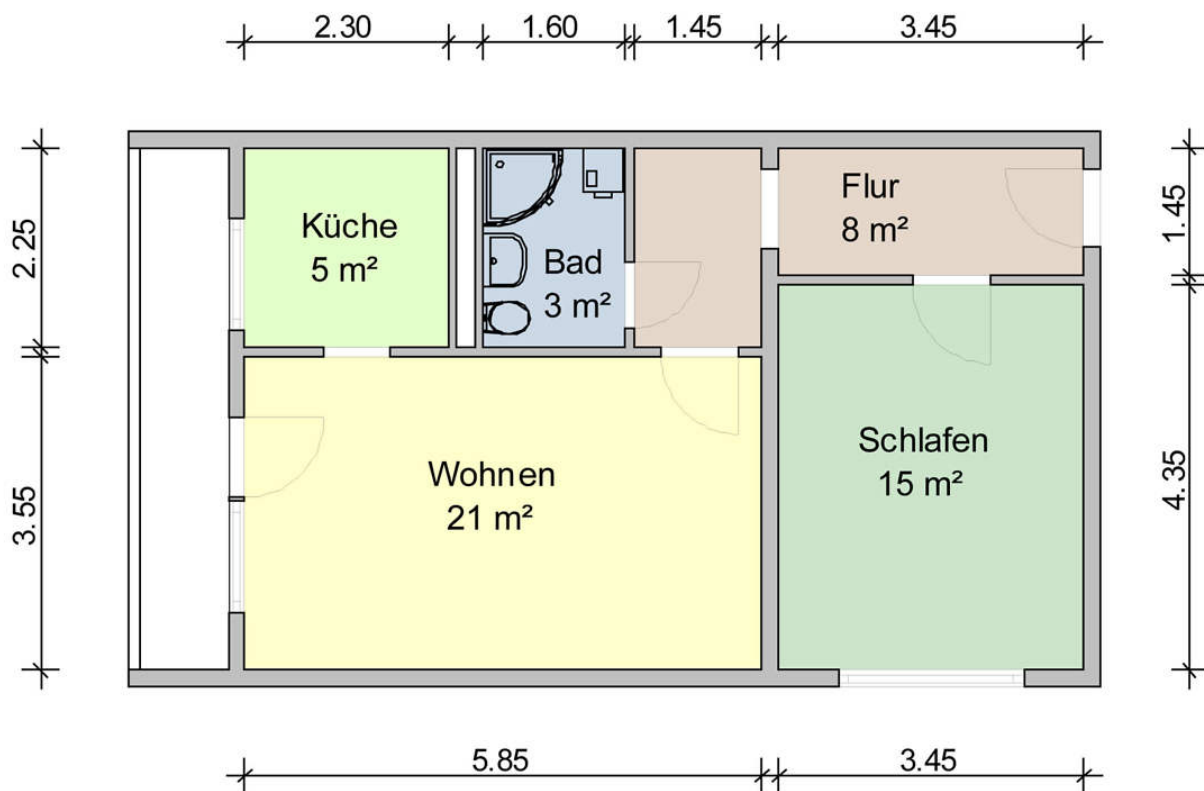 2.30
1.60
1.45
3.45
2.25
3.55
Küche
5 m²
Bad
3 m²
Flur
8 m²
1.45
Wohnen
21 m²
Schlafen
15 m²
4.35
5.85
3.45